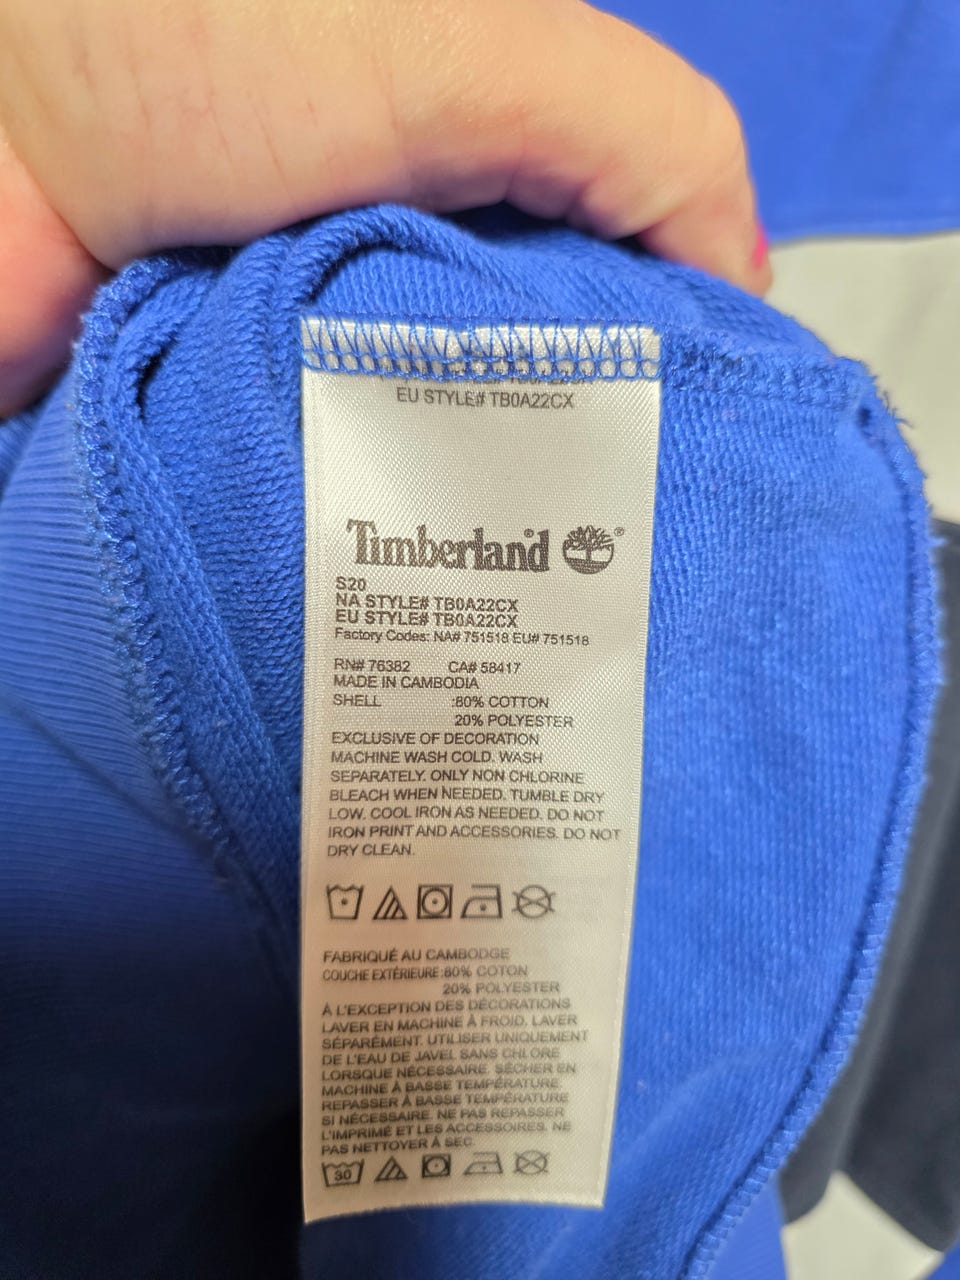 EU STYLE# TB0A22CX
Timberland ®
S20
NA STYLE# TB0A22CX
EU STYLE# TB0A22CX
Factory Codes: NA# 751518 EU# 751518
RN# 76382 CA# 58417
MADE IN CAMBODIA
SHELL :80% COTTON
20% POLYESTER
EXCLUSIVE OF DECORATION
MACHINE WASH COLD. WASH
SEPARATELY. ONLY NON CHLORINE
BLEACH WHEN NEEDED. TUMBLE DRY
LOW. COOL IRON AS NEEDED. DO NOT
IRON PRINT AND ACCESSORIES. DO NOT
DRY CLEAN.
FABRIQUÉ AU CAMBODGE
COUCHE EXTÉRIEURE:80% COTON
20% POLYESTER
À L'EXCEPTION DES DÉCORATIONS
LAVER EN MACHINE À FROID. LAVER
SÉPARÉMENT. UTILISER UNIQUEMENT
DE L'EAU DE JAVEL SANS CHLORE
LORSQUE NÉCESSAIRE. SÉCHER EN
MACHINE À BASSE TEMPÉRATURE.
REPASSER À BASSE TEMPÉRATURE
SI NÉCESSAIRE. NE PAS REPASSER
L'IMPRIMÉ ET LES ACCESSOIRES. NE
PAS NETTOYER À SEC.
30